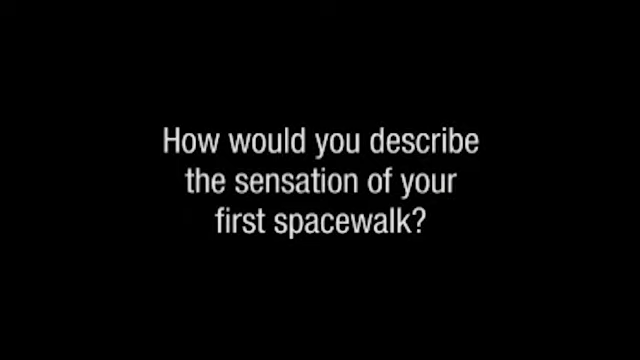 How would you describe
the sensation of your
first spacewalk?